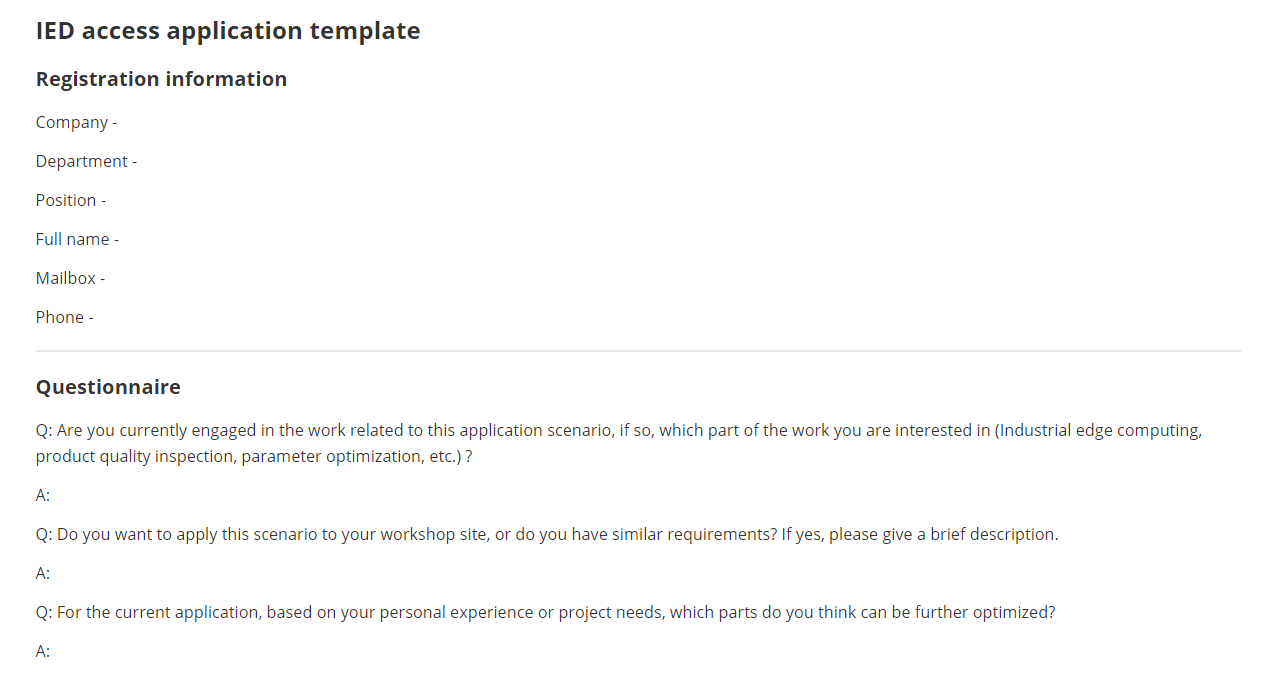 IED access application template
Registration information
Company -
Department -
Position -
Full name -
Mailbox -
Phone -
Questionnaire
Q: Are you currently engaged in the work related to this application scenario, if so, which part of the work you are interested in (Industrial edge computing,
product quality inspection, parameter optimization, etc.) ?
A:
Q: Do you want to apply this scenario to your workshop site, or do you have similar requirements? If yes, please give a brief description.
A:
Q: For the current application, based on your personal experience or project needs, which parts do you think can be further optimized?
A: